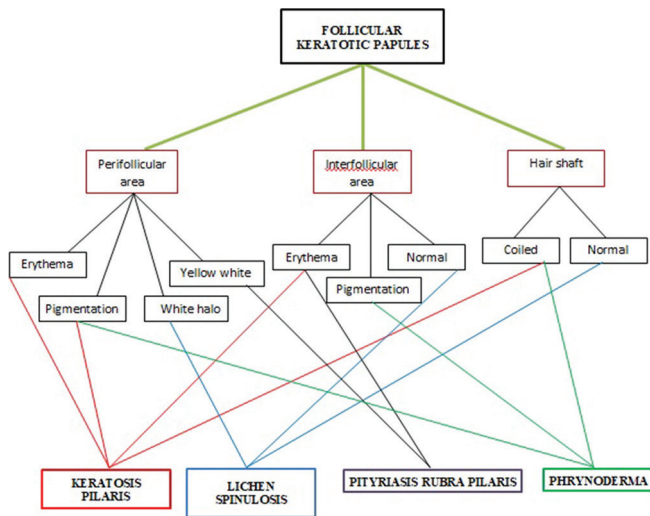 FOLLICULAR
KERATOTIC PAPULES
Perifollicular
area
Interfollicular
area
Hair shaft
Erythema
Yellow white
Erythema
Normal
Coiled
Normal
Pigmentation
White halo
Pigmentation
KERATOSIS
PILARIS
LICHEN
SPINULOSIS
PITYRIASIS RUBRA PILARIS
PHRYNODERMA